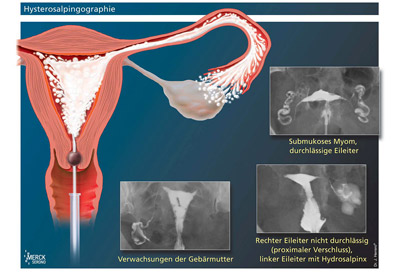 Hysterosalpingographie
Submukoses Myom,
durchlässige Eileiter
Verwachsungen der Gebärmutter
Rechter Eileiter nicht durchlässig
(proximaler Verschluss),
linker Eileiter mit Hydrosalpinx
MERCK
SERONO